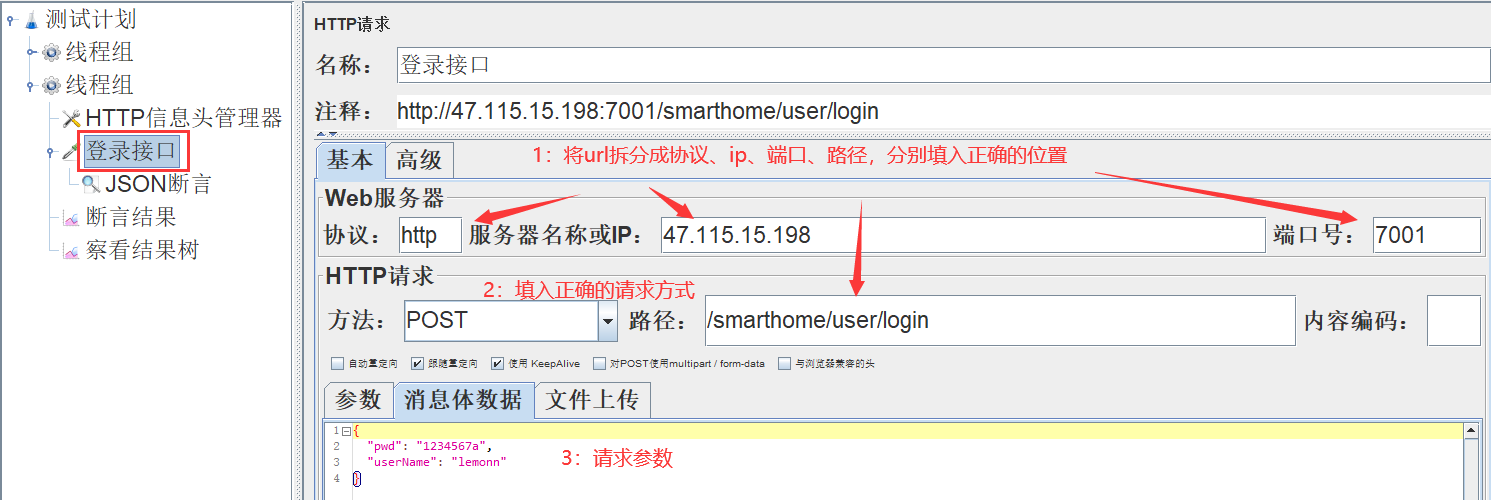 测试计划
线程组
线程组
HTTP信息头管理器
登录接口
JSON断言
断言结果
察看结果树
HTTP请求
名称： 登录接口
注释： http://47.115.15.198:7001/smarthome/user/login
基本 高级
1：将url拆分成协议、ip、端口、路径，分别填入正确的位置
Web服务器
协议： http 服务器名称或IP： 47.115.15.198 端口号： 7001
HTTP请求
2：填入正确的请求方式
方法： POST 路径： /smarthome/user/login 内容编码：
自动重定向 跟随重定向 使用 KeepAlive 对POST使用multipart / form-data 与浏览器兼容的头
参数 消息体数据 文件上传
1 {
2 "pwd": "1234567a",
3 "userName": "lemonn"
3：请求参数
4 }